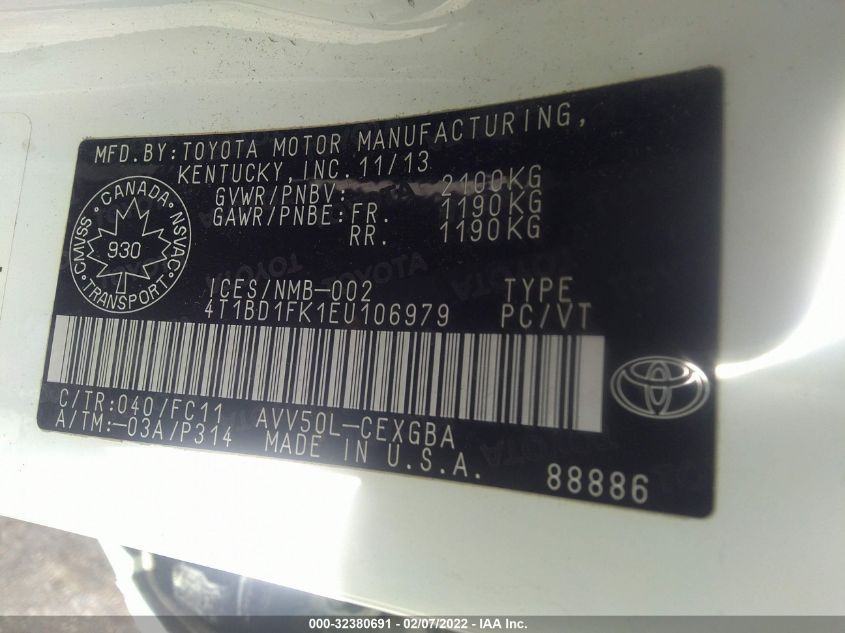 MFD.BY:TOYOTA MOTOR MANUFACTURING,
KENTUCKY, INC. 11/13
GVWR/PNBV: 2100KG
GAWR/PNBE: FR. 1190KG
RR. 1190KG
CANADA
CMVSS 930 NSVAC
TRANSPORT
ICES/NMB-002 TYPE
4T1BD1FK1EU106979 PC/VT
C/TR:040/FC11 AVV50L-CEXGBA
A/TM:-03A/P314 MADE IN U.S.A.
88886
000-32380691 - 02/07/2022 - IAA Inc.